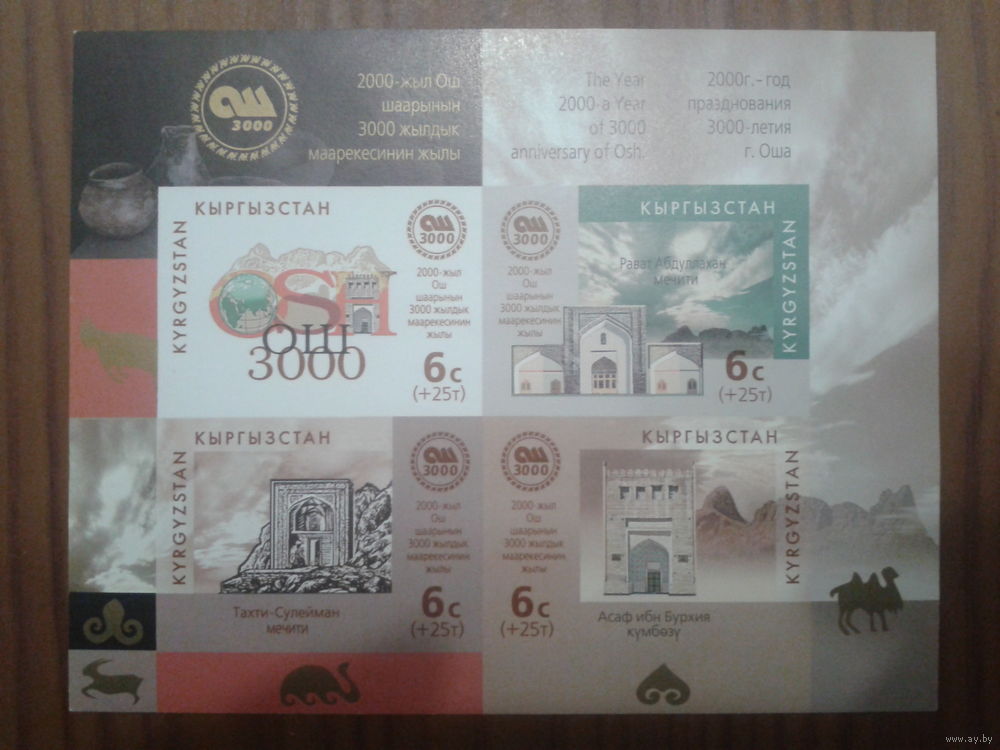 ОШ
3000
2000-жыл Ош
шаарынын
3000 жылдык
маарекесинин жылы
The Year
2000-a Year
of 3000
anniversary of Osh.
2000г.-год
празднования
3000-летия
г. Оша
КЫРГЫЗСТАН
KYRGYZSTAN
OSH
ОШ
3000
ОШ
3000
2000-жыл
Ош
шаарынын
3000 жылдык
маарекесинин
жылы
6с
(+25т)
КЫРГЫЗСТАН
KYRGYZSTAN
ОШ
3000
2000-жыл
Ош
шаарынын
3000 жылдык
маарекесинин
жылы
Рават Абдуллахан
мечити
6с
(+25т)
КЫРГЫЗСТАН
KYRGYZSTAN
ОШ
3000
2000-жыл
Ош
шаарынын
3000 жылдык
маарекесинин
жылы
Тахти-Сулейман
мечити
6с
(+25т)
КЫРГЫЗСТАН
KYRGYZSTAN
ОШ
3000
2000-жыл
Ош
шаарынын
3000 жылдык
маарекесинин
жылы
6с
(+25т)
Асаф ибн Бурхия
күмбөзү
www.ay.by